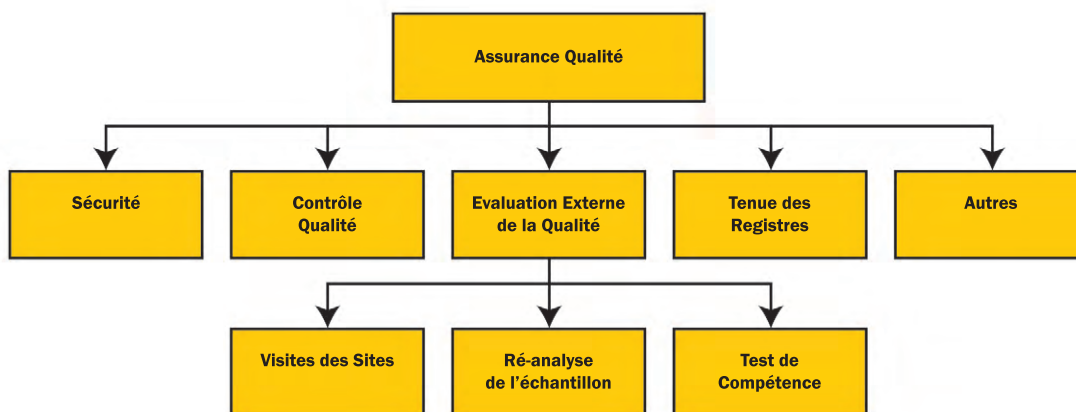 Assurance Qualité
Sécurité
Contrôle
Qualité
Evaluation Externe
de la Qualité
Tenue des
Registres
Autres
Visites des Sites
Ré-analyse
de l'échantillon
Test de
Compétence